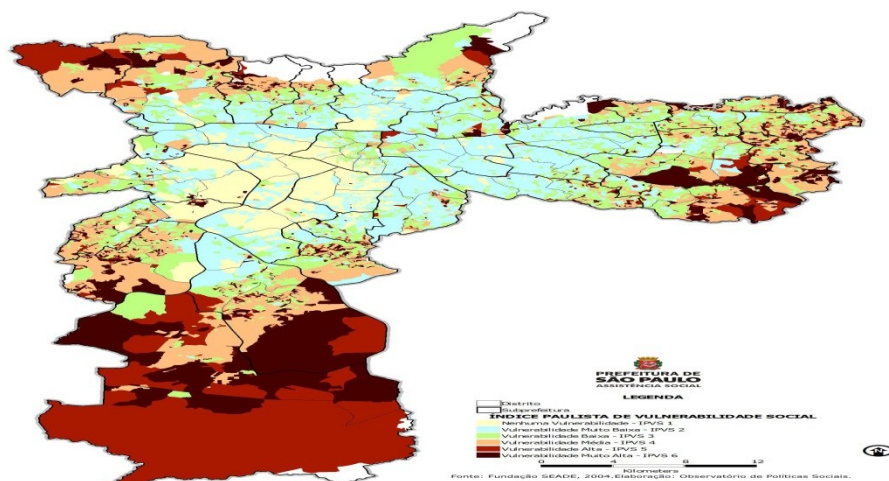 PREFEITURA DE
SÃO PAULO
ASSISTÊNCIA SOCIAL
LEGENDA
Distrito
Subprefeitura
ÍNDICE PAULISTA DE VULNERABILIDADE SOCIAL
Nenhuma Vulnerabilidade - IPVS 1
Vulnerabilidade Muito Baixa - IPVS 2
Vulnerabilidade Baixa - IPVS 3
Vulnerabilidade Média - IPVS 4
Vulnerabilidade Alta - IPVS 5
Vulnerabilidade Muito Alta - IPVS 6
0 4 8 12
Kilometers
Fonte: Fundação SEADE, 2004.Elaboração: Observatório de Políticas Sociais.